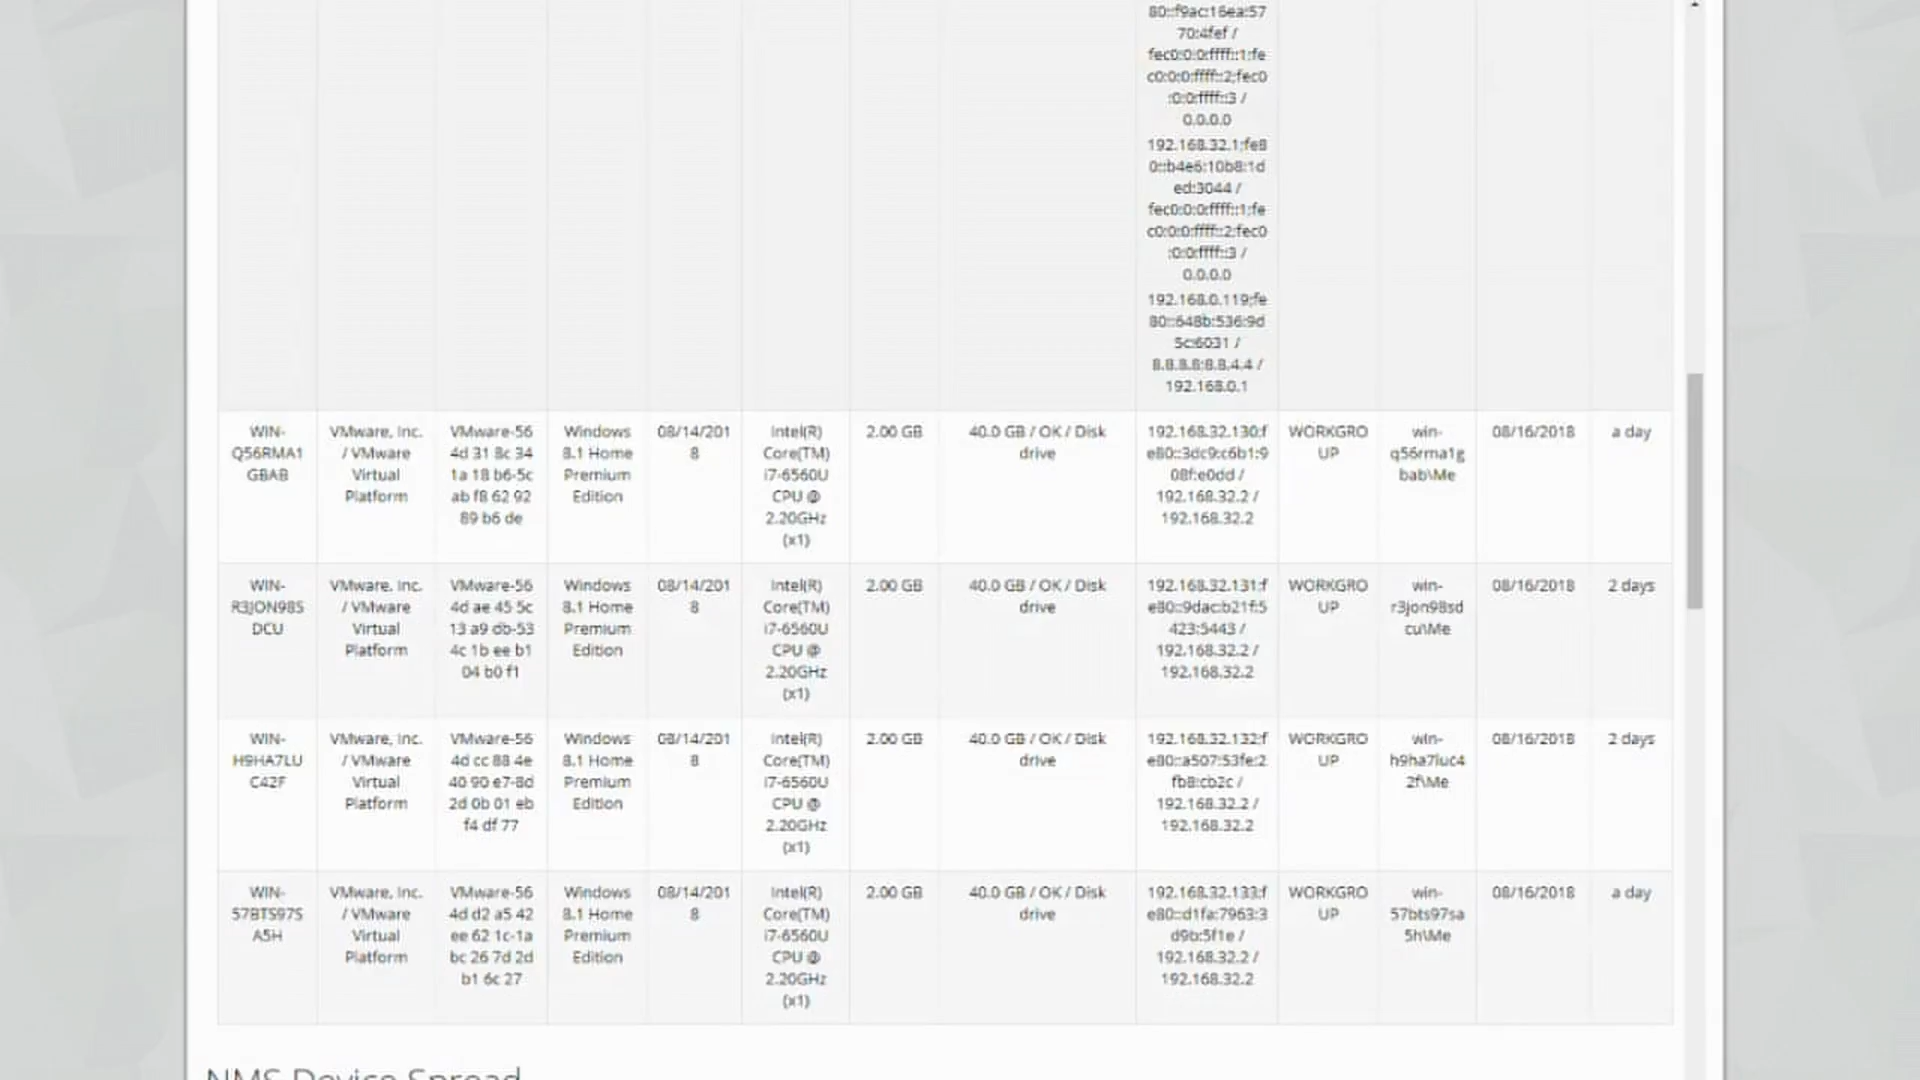 80::f9ac:16ea:57
70:4fef /
fec0:0:0:ffff::1;fe
c0:0:0:ffff::2;fec0
:0:0:ffff::3 /
0.0.0.0
192.168.32.1;fe8
0::b4e6:10b8:1d
ed:3044 /
fec0:0:0:ffff::1;fe
c0:0:0:ffff::2;fec0
:0:0:ffff::3 /
0.0.0.0
192.168.0.119;fe
80::648b:536:9d
5c:6031 /
8.8.8.8;8.8.4.4 /
192.168.0.1
WIN-
Q56RMA1
GBAB
VMware, Inc.
/ VMware
Virtual
Platform
VMware-56
4d 31 8c 34
1a 18 b6-5c
ab f8 62 92
89 b6 de
Windows
8.1 Home
Premium
Edition
08/14/201
8
Intel(R)
Core(TM)
i7-6560U
CPU @
2.20GHz
(x1)
2.00 GB
40.0 GB / OK / Disk
drive
192.168.32.130;f
e80::3dc9:c6b1:9
08f:e0dd /
192.168.32.2 /
192.168.32.2
WORKGRO
UP
win-
q56rma1g
bab\Me
08/16/2018
a day
WIN-
R3JON98S
DCU
VMware, Inc.
/ VMware
Virtual
Platform
VMware-56
4d ae 45 5c
13 a9 db-53
4c 1b ee b1
04 b0 f1
Windows
8.1 Home
Premium
Edition
08/14/201
8
Intel(R)
Core(TM)
i7-6560U
CPU @
2.20GHz
(x1)
2.00 GB
40.0 GB / OK / Disk
drive
192.168.32.131;f
e80::9dac:b21f:5
423:5443 /
192.168.32.2 /
192.168.32.2
WORKGRO
UP
win-
r3jon98sd
cu\Me
08/16/2018
2 days
WIN-
H9HA7LU
C42F
VMware, Inc.
/ VMware
Virtual
Platform
VMware-56
4d cc 88 4e
40 90 e7-8d
2d 0b 01 eb
f4 df 77
Windows
8.1 Home
Premium
Edition
08/14/201
8
Intel(R)
Core(TM)
i7-6560U
CPU @
2.20GHz
(x1)
2.00 GB
40.0 GB / OK / Disk
drive
192.168.32.132;f
e80::a507:53fe:2
fb8:cb2c /
192.168.32.2 /
192.168.32.2
WORKGRO
UP
win-
h9ha7luc4
2f\Me
08/16/2018
2 days
WIN-
57BTS97S
A5H
VMware, Inc.
/ VMware
Virtual
Platform
VMware-56
4d d2 a5 42
ee 62 1c-1a
bc 26 7d 2d
b1 6c 27
Windows
8.1 Home
Premium
Edition
08/14/201
8
Intel(R)
Core(TM)
i7-6560U
CPU @
2.20GHz
(x1)
2.00 GB
40.0 GB / OK / Disk
drive
192.168.32.133;f
e80::d1fa:7963:3
d9b:5f1e /
192.168.32.2 /
192.168.32.2
WORKGRO
UP
win-
57bts97sa
5h\Me
08/16/2018
a day
NMS Device Spread